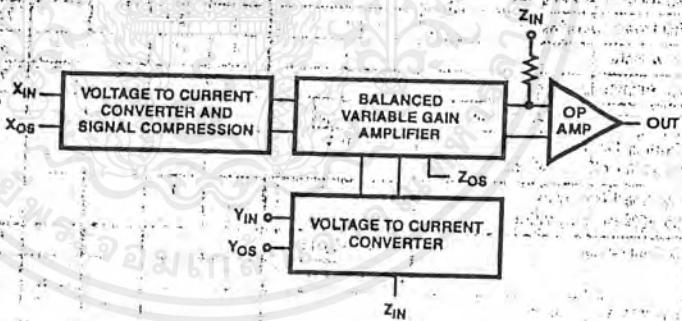 Z_IN
X_IN
X_OS
VOLTAGE TO CURRENT
CONVERTER AND
SIGNAL COMPRESSION
BALANCED
VARIABLE GAIN
AMPLIFIER
OP
AMP
OUT
Z_OS
Y_IN
Y_OS
VOLTAGE TO CURRENT
CONVERTER
Z_IN